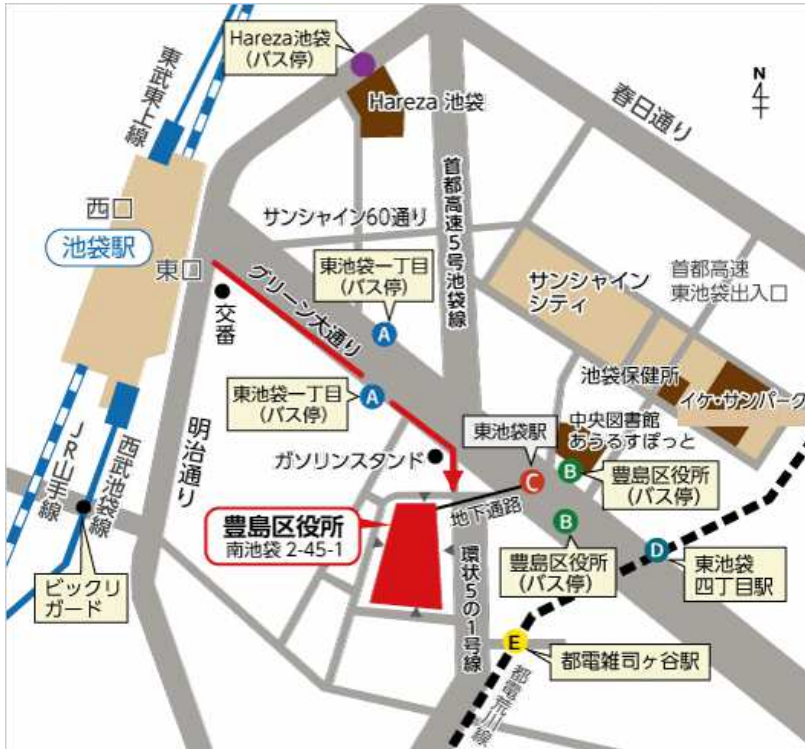 Hareza池袋
(バス停)
N
東武東上線
Hareza 池袋
春日通り
首都高速5号池袋線
西口
サンシャイン60通り
池袋駅
東口
東池袋一丁目
(バス停)
サンシャイン
シティ
首都高速
東池袋出入口
グリーン大通り
交番
A
池袋保健所
イケ・サンパーク
東池袋一丁目
(バス停)
A
中央図書館
あうるすぽっと
東池袋駅
明治通り
ガソリンスタンド
C
B
豊島区役所
(バス停)
JR山手線
西武池袋線
地下通路
豊島区役所
南池袋 2-45-1
B
豊島区役所
(バス停)
D
東池袋
四丁目駅
環状5の1号線
ビックリ
ガード
E
都電雑司ヶ谷駅
都電荒川線